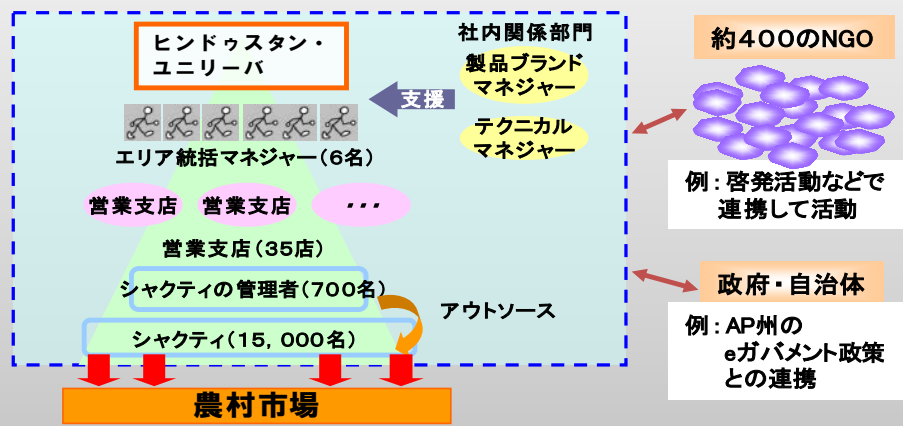 ヒンドゥスタン・
ユニリーバ
社内関係部門
製品ブランド
マネジャー
支援
テクニカル
マネジャー
エリア統括マネジャー（6名）
営業支店
営業支店
・・・
営業支店（35店）
シャクティの管理者（700名）
アウトソース
シャクティ（15，000名）
農村市場
約４００のNGO
例：啓発活動などで
連携して活動
政府・自治体
例：AP州の
eガバメント政策
との連携